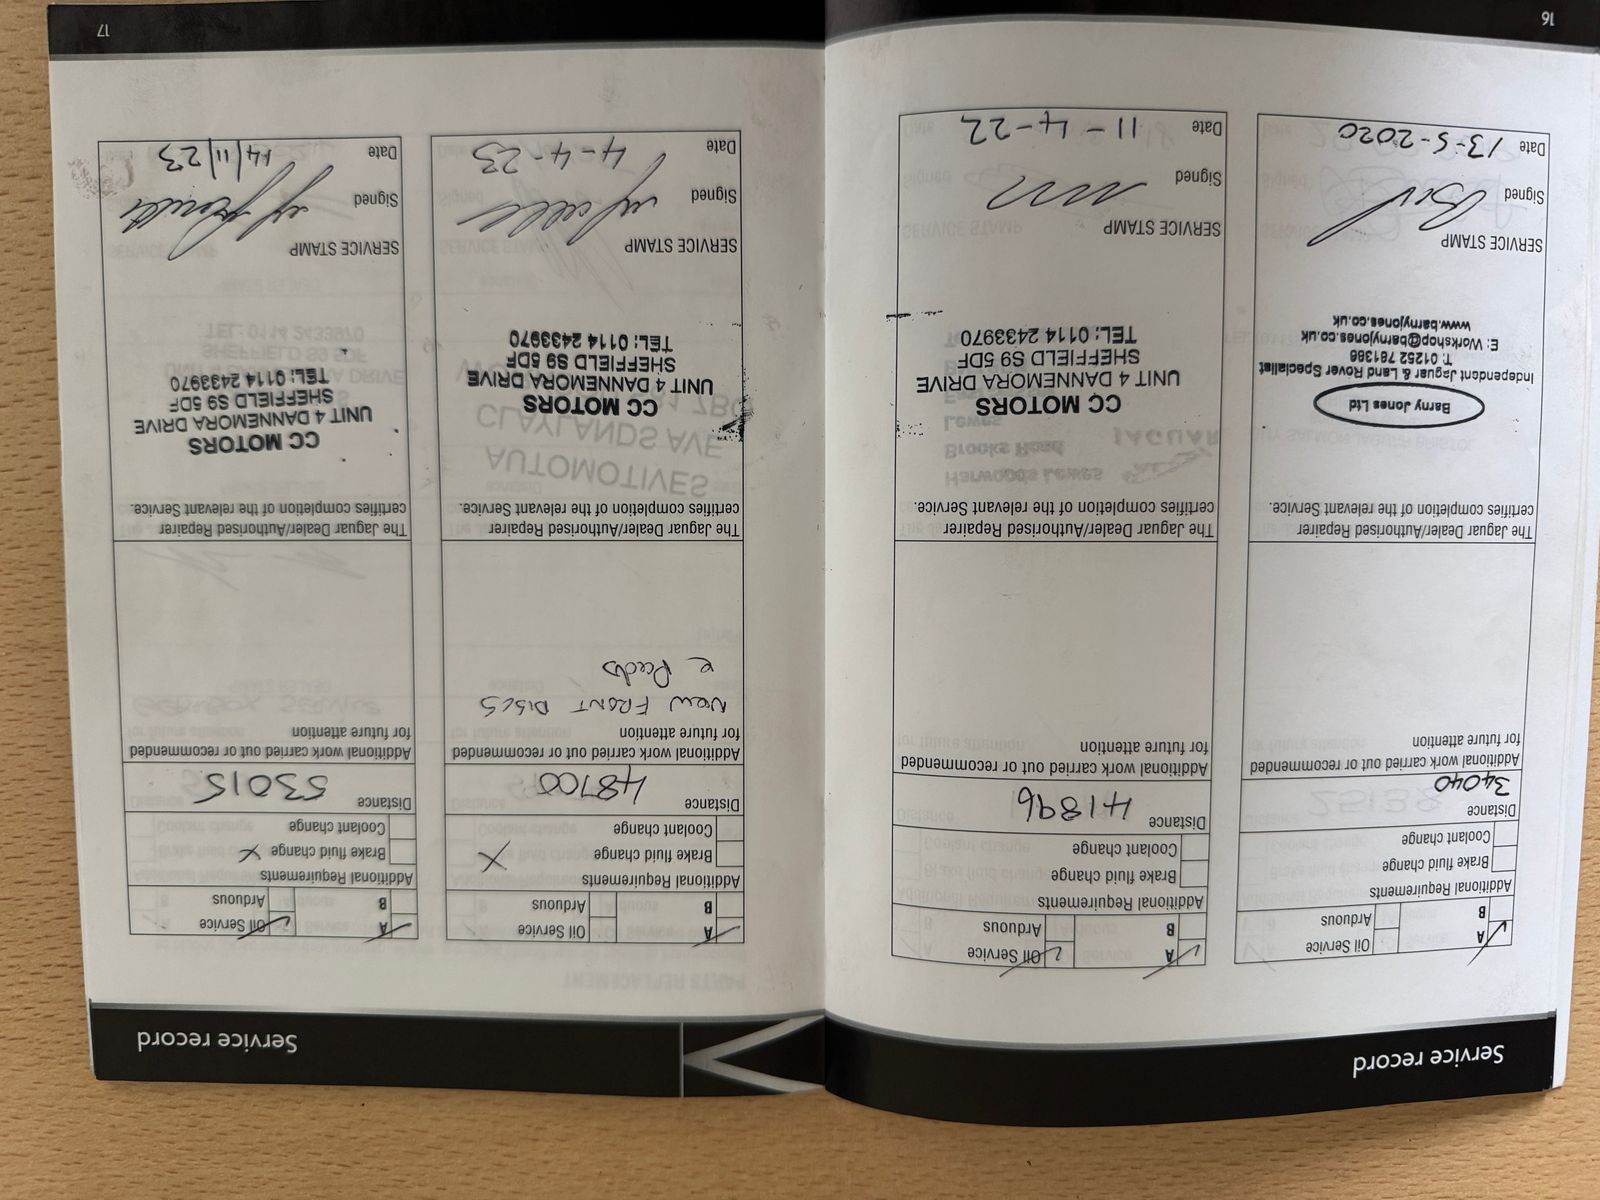 Service record
A
Oil Service
B
Arduous
Additional Requirements
Brake fluid change
Coolant change
Distance
34040
Additional work carried out or recommended
for future attention
The Jaguar Dealer/Authorised Repairer
certifies completion of the relevant Service.
Barny Jones Ltd
Independent Jaguar & Land Rover Specialist
T: 01252 781366
E: Workshop@barnyjones.co.uk
www.barnyjones.co.uk
SERVICE STAMP
Signed
Date 13-5-2020
A
Oil Service
B
Arduous
Additional Requirements
Brake fluid change
Coolant change
Distance 41896
Additional work carried out or recommended
for future attention
The Jaguar Dealer/Authorised Repairer
certifies completion of the relevant Service.
CC MOTORS
UNIT 4 DANNEMORA DRIVE
SHEFFIELD S9 5DF
TEL: 0114 2433970
SERVICE STAMP
Signed
Date 11-4-22
16
Service record
A
Oil Service
B
Arduous
Additional Requirements
Brake fluid change X
Coolant change
Distance 48700
Additional work carried out or recommended
for future attention
NEW FRONT DISCS
e Pads
The Jaguar Dealer/Authorised Repairer
certifies completion of the relevant Service.
CC MOTORS
UNIT 4 DANNEMORA DRIVE
SHEFFIELD S9 5DF
TEL: 0114 2433970
SERVICE STAMP
Signed
Date 4-4-23
A
Oil Service
B
Arduous
Additional Requirements
Brake fluid change X
Coolant change
Distance 53015
Additional work carried out or recommended
for future attention
The Jaguar Dealer/Authorised Repairer
certifies completion of the relevant Service.
CC MOTORS
UNIT 4 DANNEMORA DRIVE
SHEFFIELD S9 5DF
TEL: 0114 2433970
SERVICE STAMP
Signed
Date 14/11/23
17